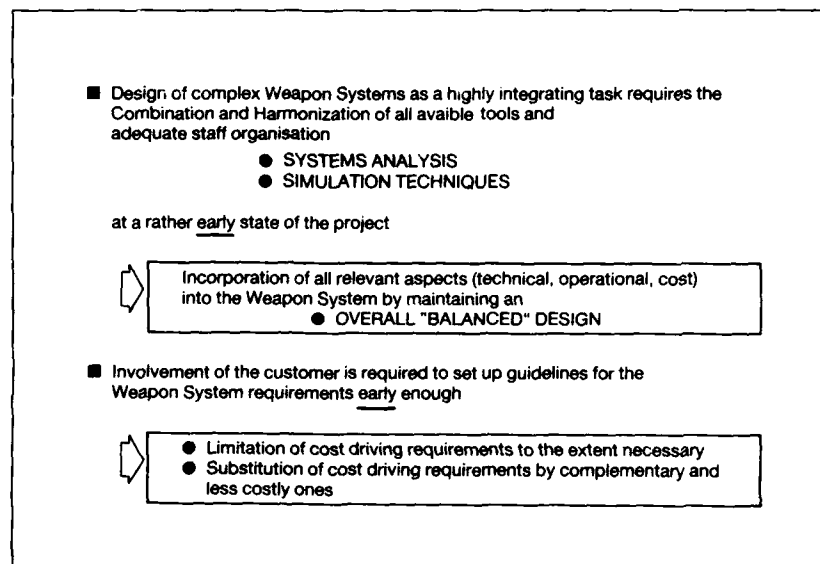 ■ Design of complex Weapon Systems as a highly integrating task requires the
Combination and Harmonization of all avaible tools and
adequate staff organisation
● SYSTEMS ANALYSIS
● SIMULATION TECHNIQUES
at a rather early state of the project
Incorporation of all relevant aspects (technical, operational, cost)
into the Weapon System by maintaining an
● OVERALL "BALANCED" DESIGN
■ Involvement of the customer is required to set up guidelines for the
Weapon System requirements early enough
● Limitation of cost driving requirements to the extent necessary
● Substitution of cost driving requirements by complementary and
less costly ones